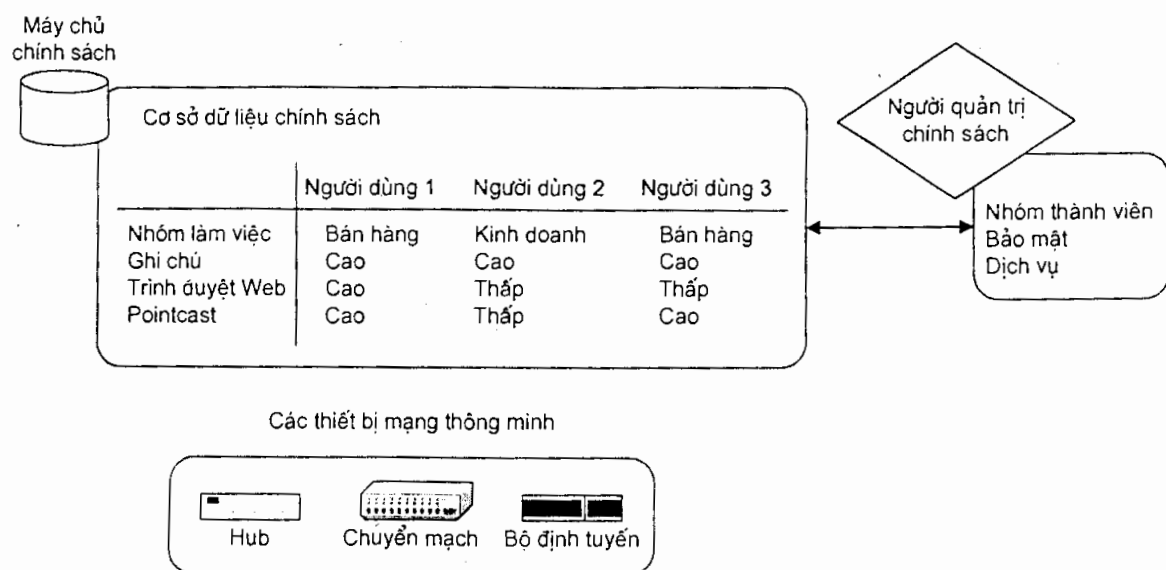 Máy chủ
chính sách
Cơ sở dữ liệu chính sách
Người dùng 1 Người dùng 2 Người dùng 3
Nhóm làm việc Bán hàng Kinh doanh Bán hàng
Ghi chú Cao Cao Cao
Trình duyệt Web Cao Thấp Thấp
Pointcast Cao Thấp Cao
Người quản trị
chính sách
Nhóm thành viên
Bảo mật
Dịch vụ
Các thiết bị mạng thông minh
Hub Chuyển mạch Bộ định tuyến